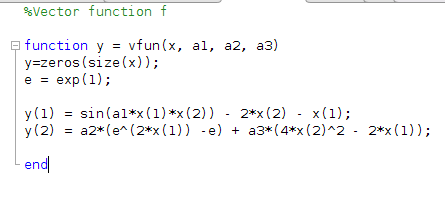 %Vector function f
function y = vfun(x, a1, a2, a3)
y=zeros(size(x));
e = exp(1);
y(1) = sin(a1*x(1)*x(2)) - 2*x(2) - x(1);
y(2) = a2*(e^(2*x(1)) -e) + a3*(4*x(2)^2 - 2*x(1));
end